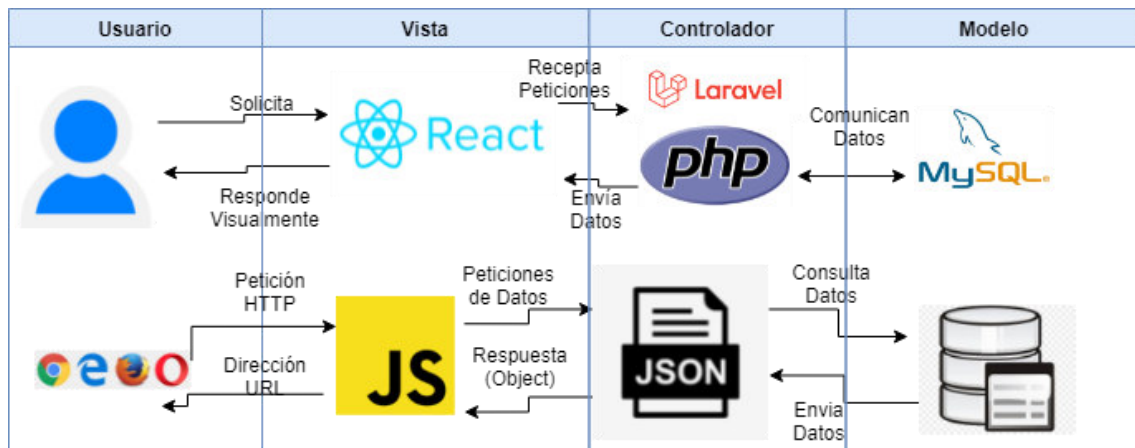 Usuario
Vista
Controlador
Modelo
Solicita
React
Recepta
Peticiones
Laravel
php
Comunican
Datos
MySQL®
Responde
Visualmente
Envía
Datos
Petición
HTTP
Peticiones
de Datos
Consulta
Datos
Dirección
URL
JS
Respuesta
(Object)
JSON
Envia
Datos